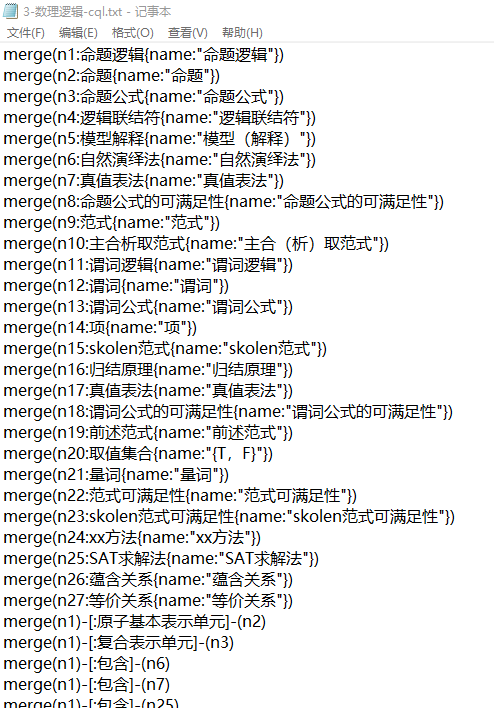 3-数理逻辑-cql.txt - 记事本
文件(F) 编辑(E) 格式(O) 查看(V) 帮助(H)
merge(n1:命题逻辑{name:"命题逻辑"})
merge(n2:命题{name:"命题"})
merge(n3:命题公式{name:"命题公式"})
merge(n4:逻辑联结符{name:"逻辑联结符"})
merge(n5:模型解释{name:"模型（解释）"})
merge(n6:自然演绎法{name:"自然演绎法"})
merge(n7:真值表法{name:"真值表法"})
merge(n8:命题公式的可满足性{name:"命题公式的可满足性"})
merge(n9:范式{name:"范式"})
merge(n10:主合析取范式{name:"主合（析）取范式"})
merge(n11:谓词逻辑{name:"谓词逻辑"})
merge(n12:谓词{name:"谓词"})
merge(n13:谓词公式{name:"谓词公式"})
merge(n14:项{name:"项"})
merge(n15:skolen范式{name:"skolen范式"})
merge(n16:归结原理{name:"归结原理"})
merge(n17:真值表法{name:"真值表法"})
merge(n18:谓词公式的可满足性{name:"谓词公式的可满足性"})
merge(n19:前述范式{name:"前述范式"})
merge(n20:取值集合{name:"{T，F}"})
merge(n21:量词{name:"量词"})
merge(n22:范式可满足性{name:"范式可满足性"})
merge(n23:skolen范式可满足性{name:"skolen范式可满足性"})
merge(n24:xx方法{name:"xx方法"})
merge(n25:SAT求解法{name:"SAT求解法"})
merge(n26:蕴含关系{name:"蕴含关系"})
merge(n27:等价关系{name:"等价关系"})
merge(n1)-[:原子基本表示单元]-(n2)
merge(n1)-[:复合表示单元]-(n3)
merge(n1)-[:包含]-(n6)
merge(n1)-[:包含]-(n7)
merge(n1)-[:包含]-(n25)